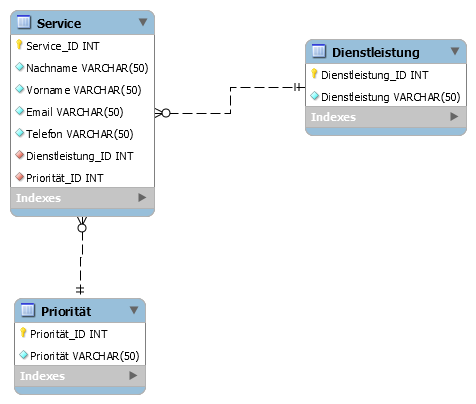 Service
Service_ID INT
Nachname VARCHAR(50)
Vorname VARCHAR(50)
Email VARCHAR(50)
Telefon VARCHAR(50)
Dienstleistung_ID INT
Priorität_ID INT
Indexes
Dienstleistung
Dienstleistung_ID INT
Dienstleistung VARCHAR(50)
Indexes
Priorität
Priorität_ID INT
Priorität VARCHAR(50)
Indexes